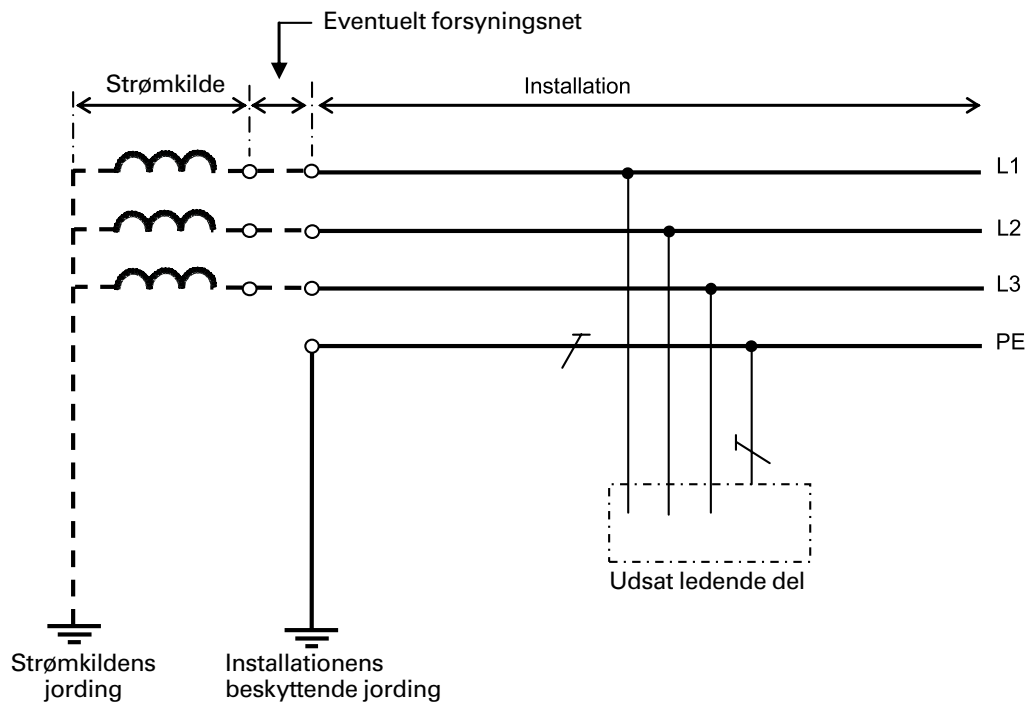 Eventuelt forsyningsnet
Strømkilde
Installation
L1
L2
L3
PE
Udsat ledende del
Strømkildens
jording
Installationens
beskyttende jording